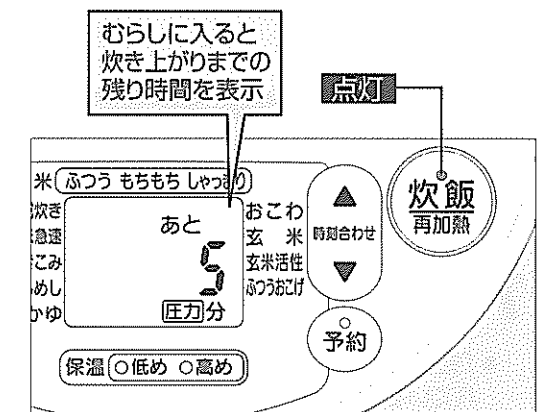 むらしに入ると
炊き上がりまでの
残り時間を表示
点灯
米 ふつう もちもち しゃっきり
炊き
急速
こみ
めし
かゆ
あと
5
圧力 分
おこわ
玄 米
玄米活性
ふつうおこげ
時刻合わせ
炊飯
再加熱
予約
保温 低め 高め